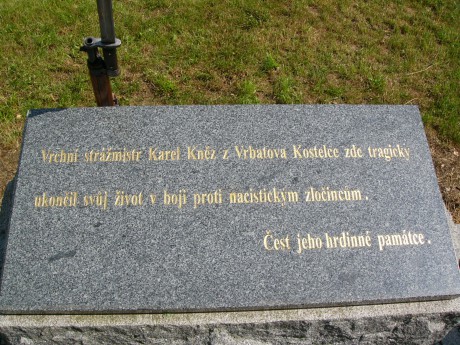 Vrchní strážmistr Karel Kněz z Vrbatova Kostelce zde tragicky
ukončil svůj život v boji proti nacistickým zločincům.
Čest jeho hrdinné památce.